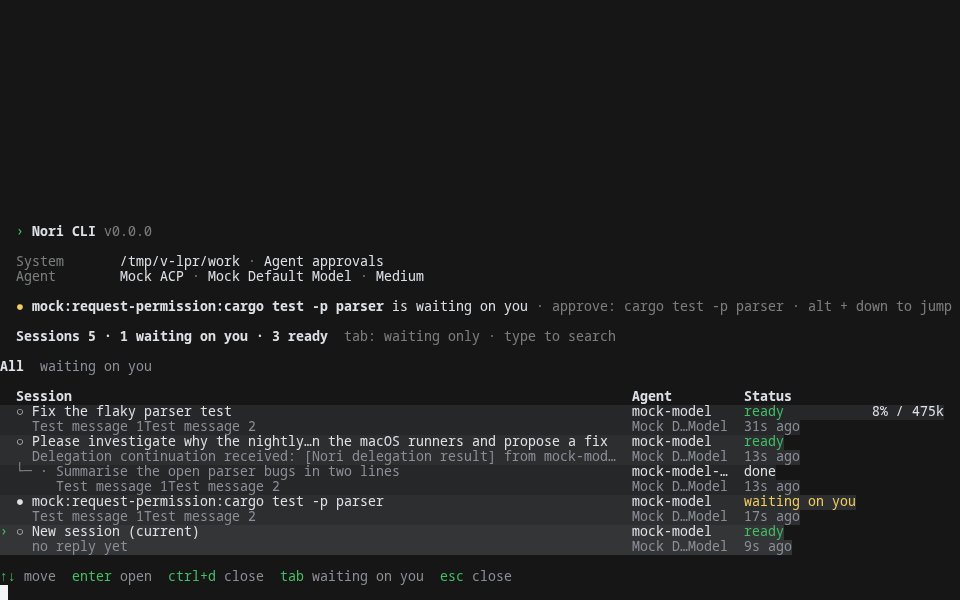 › Nori CLI v0.0.0
System /tmp/v-lpr/work · Agent approvals
Agent Mock ACP · Mock Default Model · Medium
● mock:request-permission:cargo test -p parser is waiting on you · approve: cargo test -p parser · alt + down to jump
Sessions 5 · 1 waiting on you · 3 ready tab: waiting only · type to search
All waiting on you
Session Agent Status
○ Fix the flaky parser test mock-model ready 8% / 475k
Test message 1Test message 2 Mock D…Model 31s ago
○ Please investigate why the nightly…n the macOS runners and propose a fix mock-model ready
Delegation continuation received: [Nori delegation result] from mock-mod… Mock D…Model 13s ago
└─ · Summarise the open parser bugs in two lines mock-model-… done
Test message 1Test message 2 Mock D…Model 13s ago
● mock:request-permission:cargo test -p parser mock-model waiting on you
Test message 1Test message 2 Mock D…Model 17s ago
› ○ New session (current) mock-model ready
no reply yet Mock D…Model 9s ago
↑↓ move enter open ctrl+d close tab waiting on you esc close